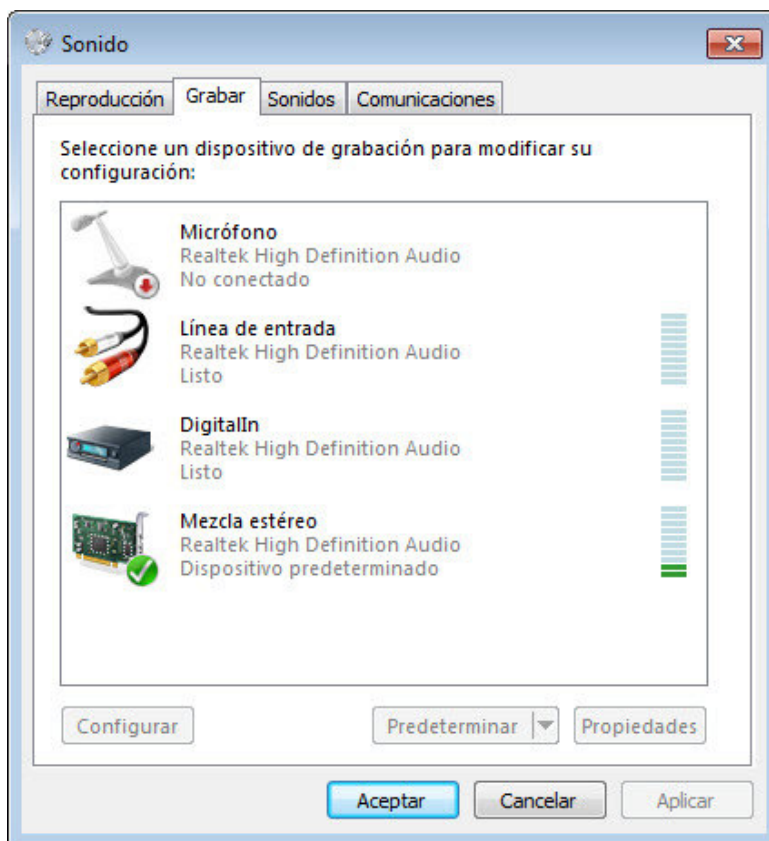 Sonido
Reproducción Grabar Sonidos Comunicaciones
Seleccione un dispositivo de grabación para modificar su
configuración:
Micrófono
Realtek High Definition Audio
No conectado
Línea de entrada
Realtek High Definition Audio
Listo
DigitalIn
Realtek High Definition Audio
Listo
Mezcla estéreo
Realtek High Definition Audio
Dispositivo predeterminado
Configurar Predeterminar Propiedades
Aceptar Cancelar Aplicar